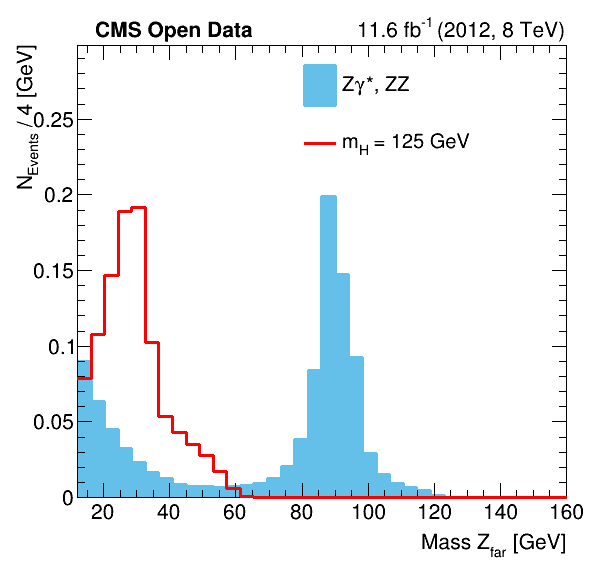 CMS Open Data
11.6 fb⁻¹ (2012, 8 TeV)
N_Events / 4 [GeV]
Zγ*, ZZ
m_H = 125 GeV
0.25
0.2
0.15
0.1
0.05
0
20 40 60 80 100 120 140 160
Mass Z_far [GeV]